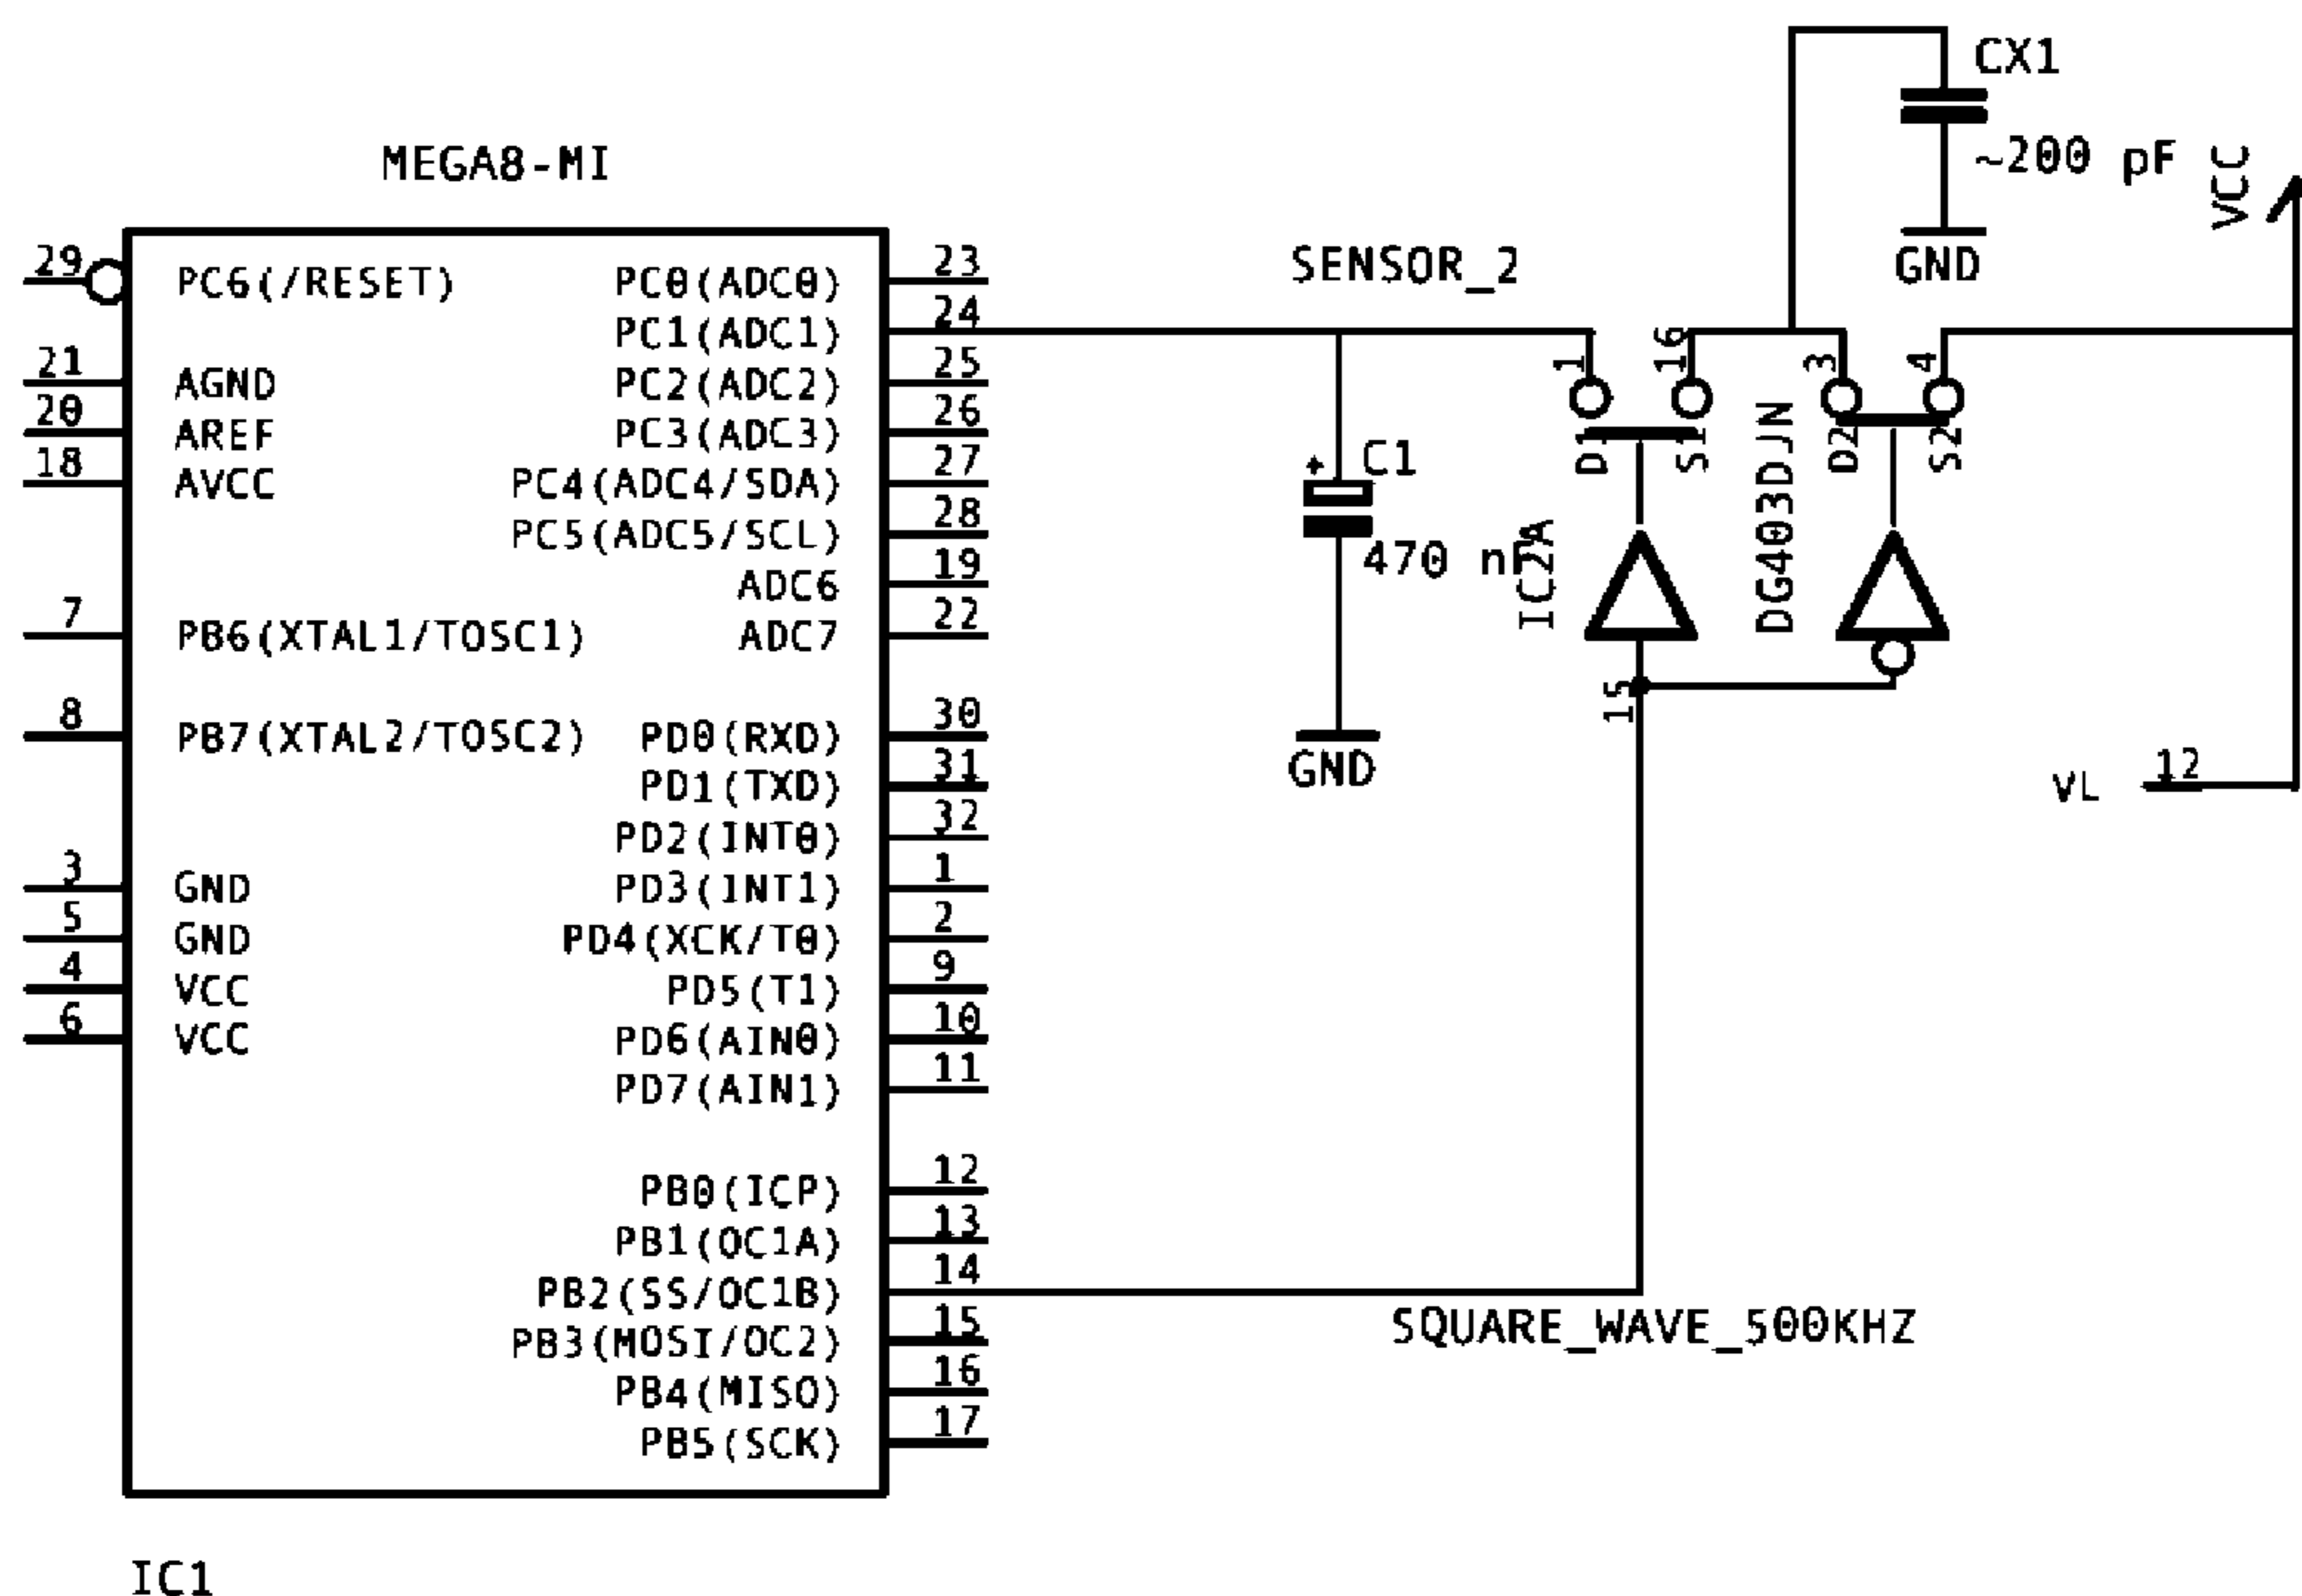 CX1
~200 pF
VCC
GND
MEGA8-MI
29 PC6(/RESET)
21 AGND
20 AREF
18 AVCC
7 PB6(XTAL1/TOSC1)
8 PB7(XTAL2/TOSC2)
3 GND
5 GND
4 VCC
6 VCC
PC0(ADC0) 23
PC1(ADC1) 24
PC2(ADC2) 25
PC3(ADC3) 26
PC4(ADC4/SDA) 27
PC5(ADC5/SCL) 28
ADC6 19
ADC7 22
PD0(RXD) 30
PD1(TXD) 31
PD2(INT0) 32
PD3(INT1) 1
PD4(XCK/T0) 2
PD5(T1) 9
PD6(AIN0) 10
PD7(AIN1) 11
PB0(ICP) 12
PB1(OC1A) 13
PB2(SS/OC1B) 14
PB3(MOSI/OC2) 15
PB4(MISO) 16
PB5(SCK) 17
IC1
SENSOR_2
+ C1
470 nF
GND
1
16
3
4
D1
S1
D2
S2
IC2A
DG403DJN
15
VL 12
SQUARE_WAVE_500KHZ